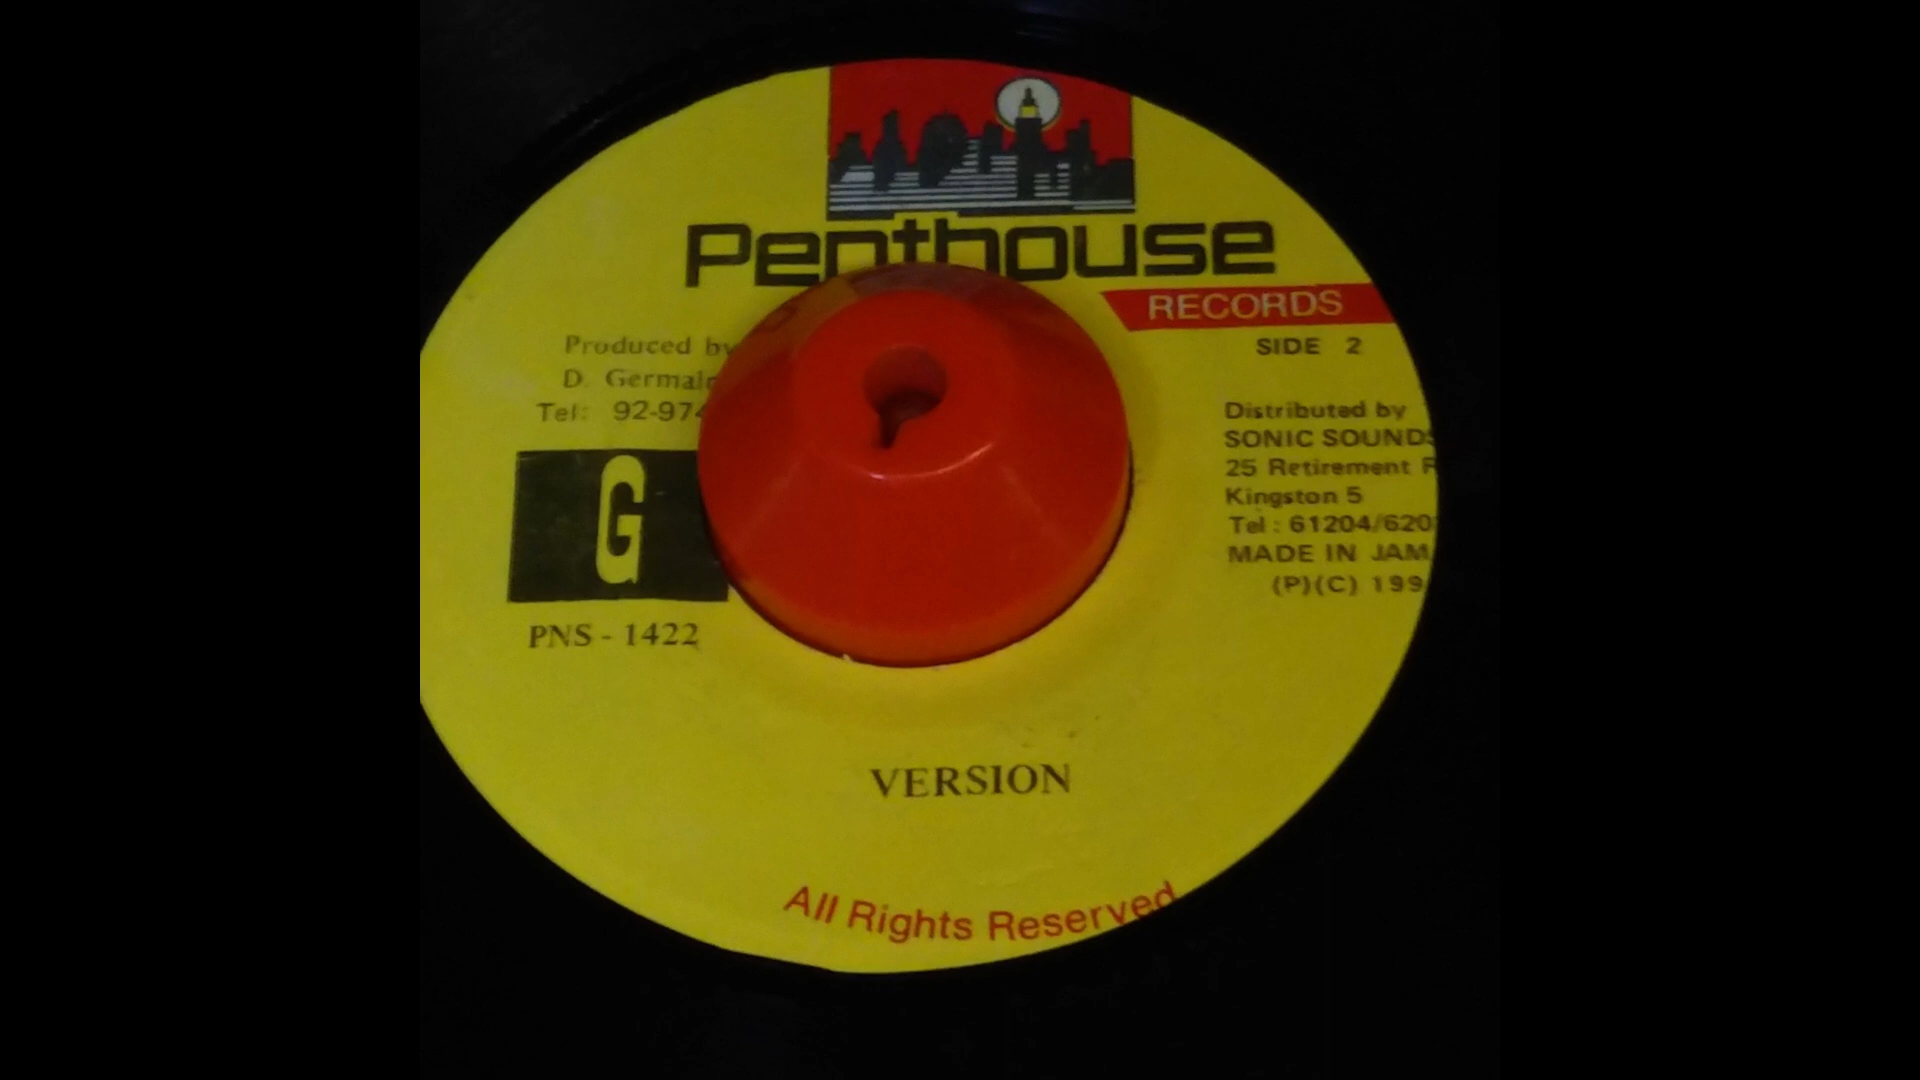 Penthouse
RECORDS
Produced by
D. Germain
Tel: 92-974
SIDE 2
Distributed by
SONIC SOUNDS
25 Retirement
Kingston 5
Tel: 61204/620
MADE IN JAM
(P)(C) 199
G
PNS - 1422
VERSION
All Rights Reserved